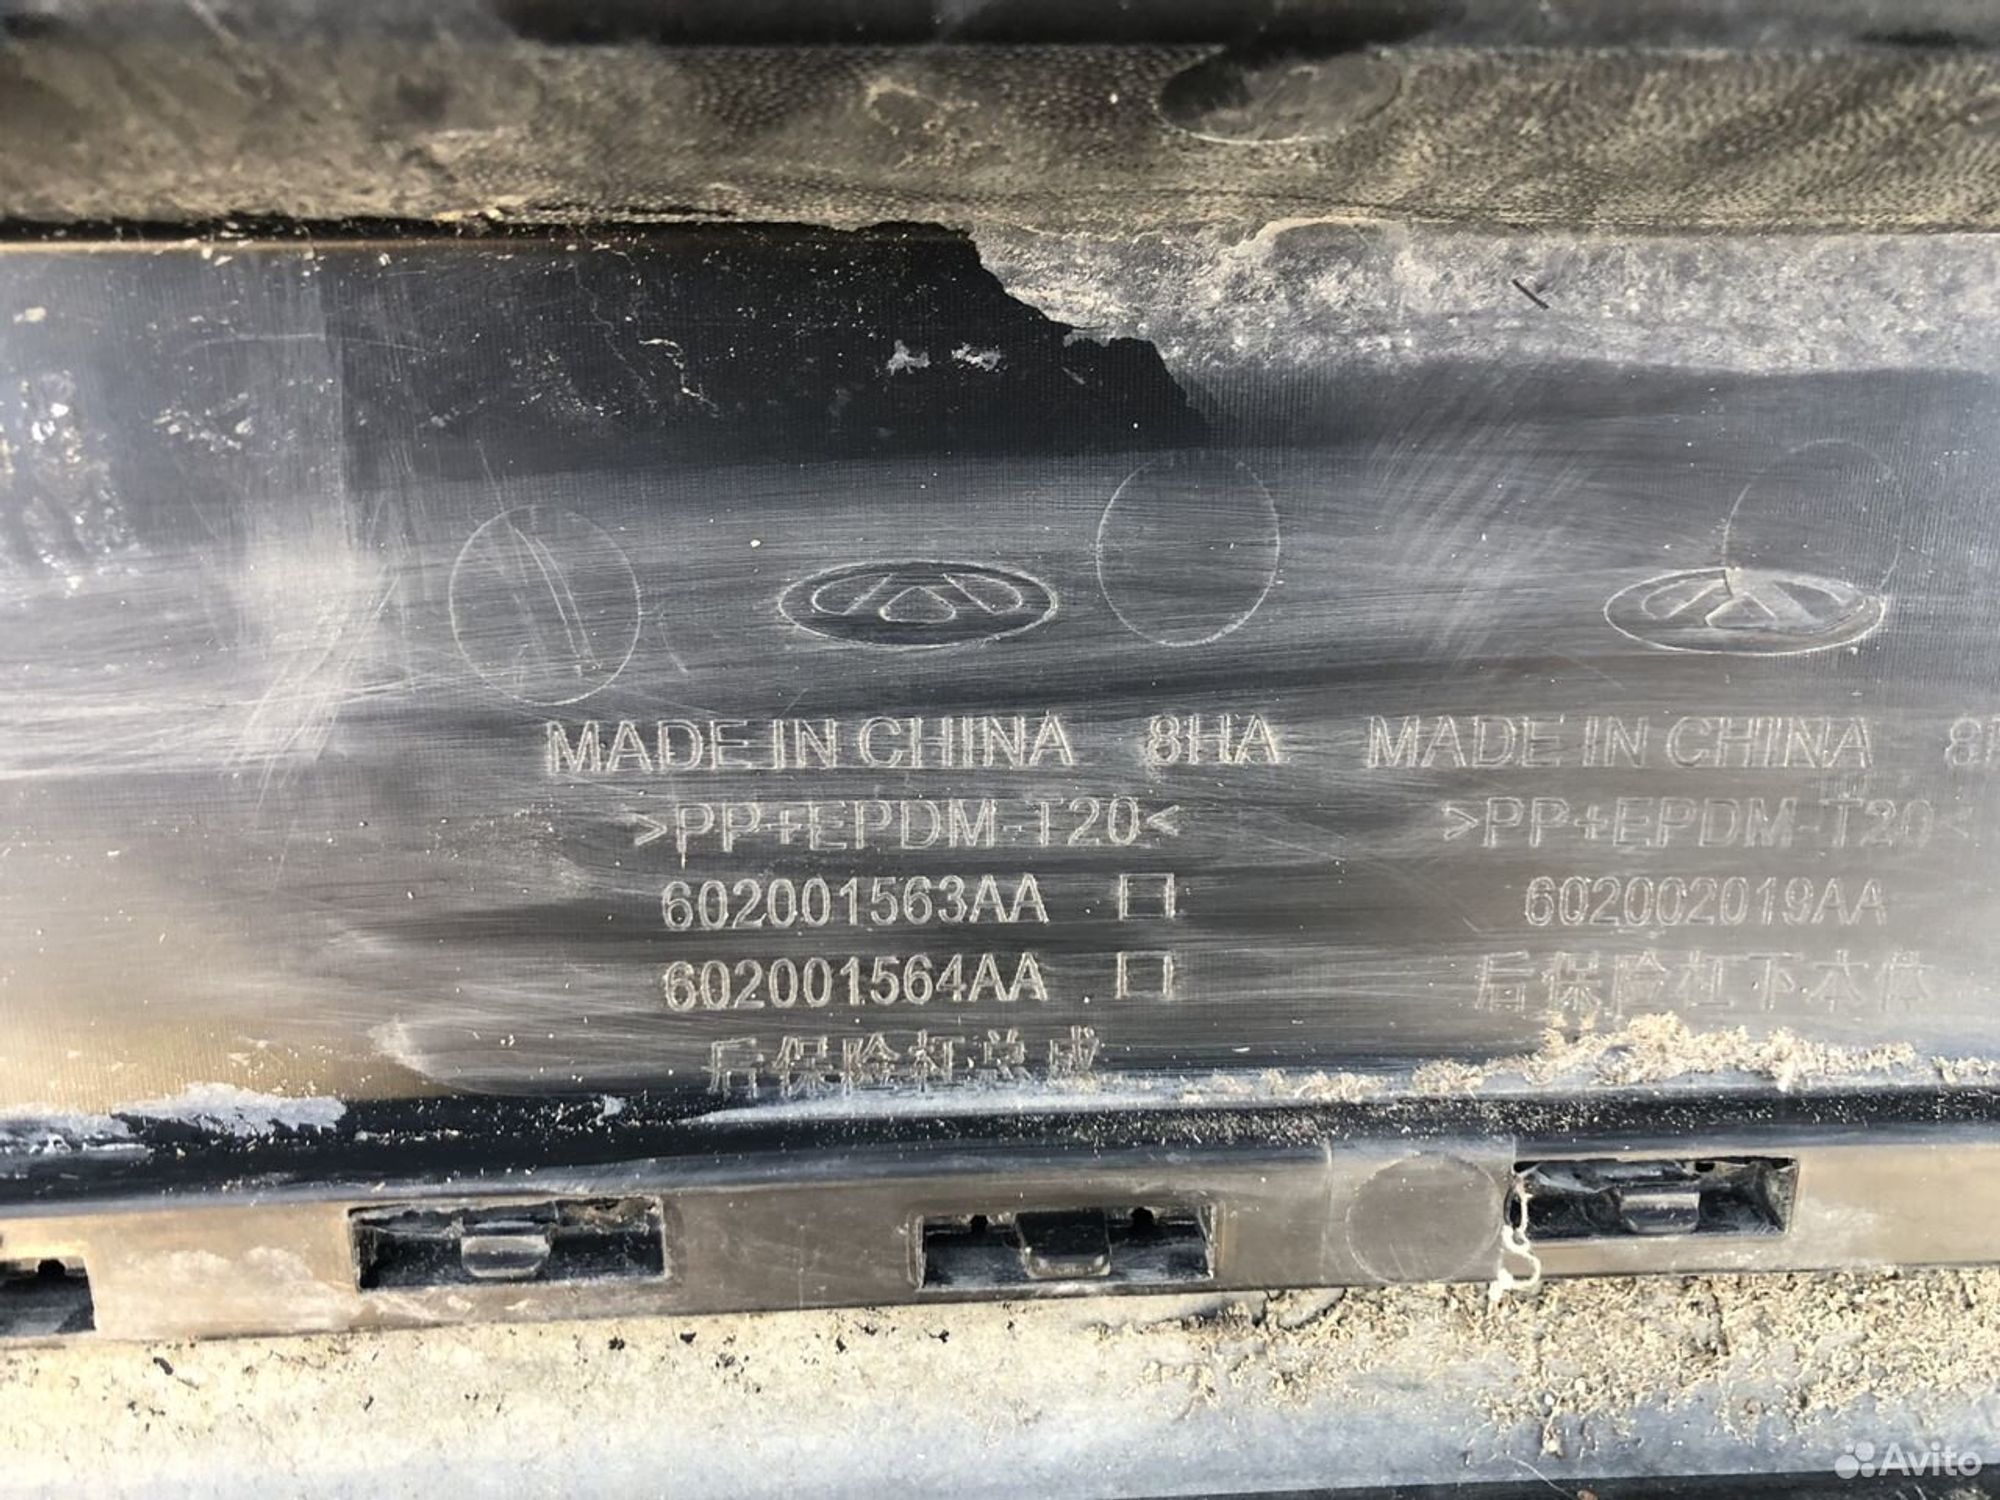 MADE IN CHINA 8HA
>PP+EPDM-T20<
602001563AA
602001564AA
后保险杠总成
MADE IN CHINA
>PP+EPDM-T20<
602002019AA
后保险杠下本体
Avito